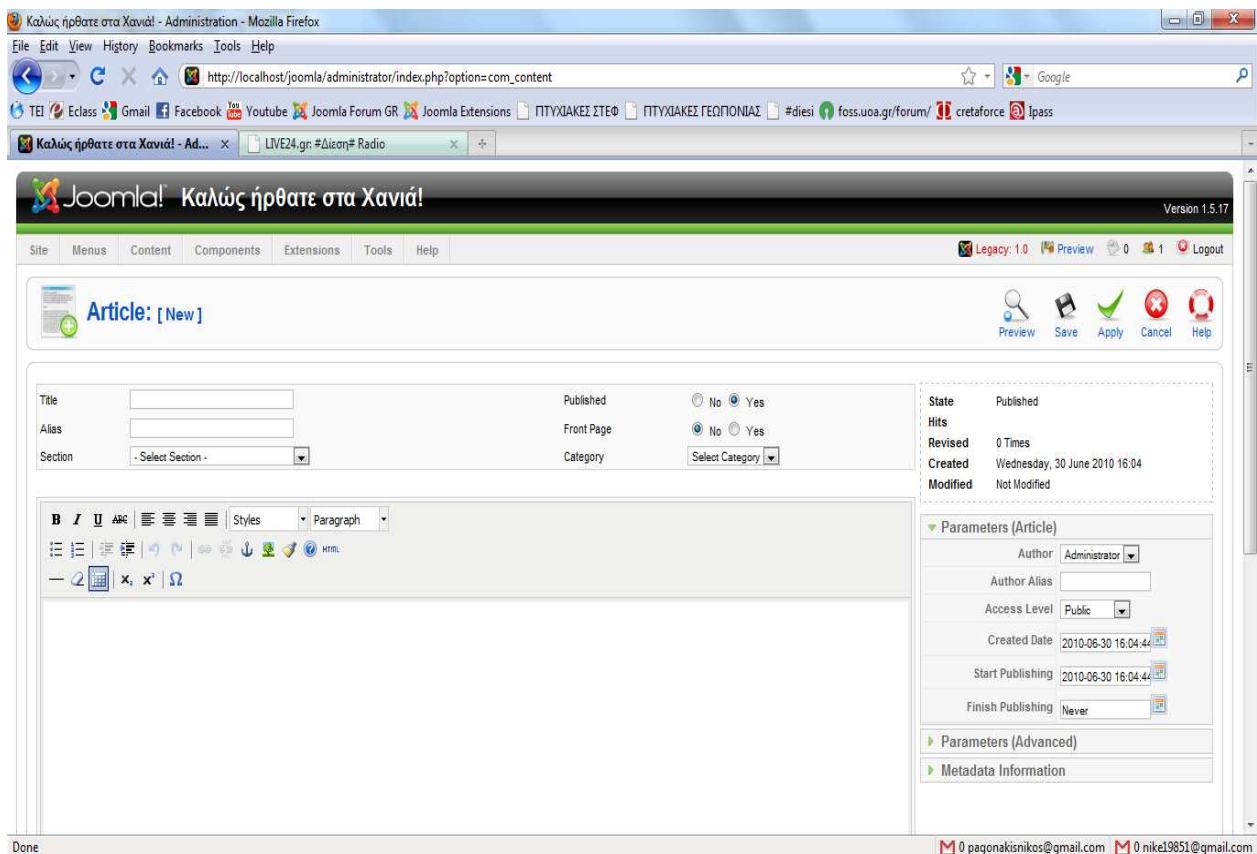 Καλώς ήρθατε στα Χανιά! - Administration - Mozilla Firefox
File Edit View History Bookmarks Tools Help
http://localhost/joomla/administrator/index.php?option=com_content
Google
TEI Eclass Gmail Facebook Youtube Joomla Forum GR Joomla Extensions ΠΤΥΧΙΑΚΕΣ ΣΤΕΦ ΠΤΥΧΙΑΚΕΣ ΓΕΩΠΟΝΙΑΣ #diesi foss.uoa.gr/forum/ cretaforce Ipass
Καλώς ήρθατε στα Χανιά! - Ad... LIVE24.gr: #Δίεση# Radio
Joomla! Καλώς ήρθατε στα Χανιά!
Version 1.5.17
Site Menus Content Components Extensions Tools Help
Legacy: 1.0 Preview 0 1 Logout
Article: [ New ]
Preview Save Apply Cancel Help
Title Published No Yes
Alias Front Page No Yes
Section - Select Section - Category Select Category
State Published
Hits
Revised 0 Times
Created Wednesday, 30 June 2010 16:04
Modified Not Modified
B I U ABC Styles Paragraph
HTML
x₂ x² Ω
Parameters (Article)
Author Administrator
Author Alias
Access Level Public
Created Date 2010-06-30 16:04:44
Start Publishing 2010-06-30 16:04:44
Finish Publishing Never
Parameters (Advanced)
Metadata Information
Done
0 pagonakisnikos@gmail.com 0 nike19851@gmail.com